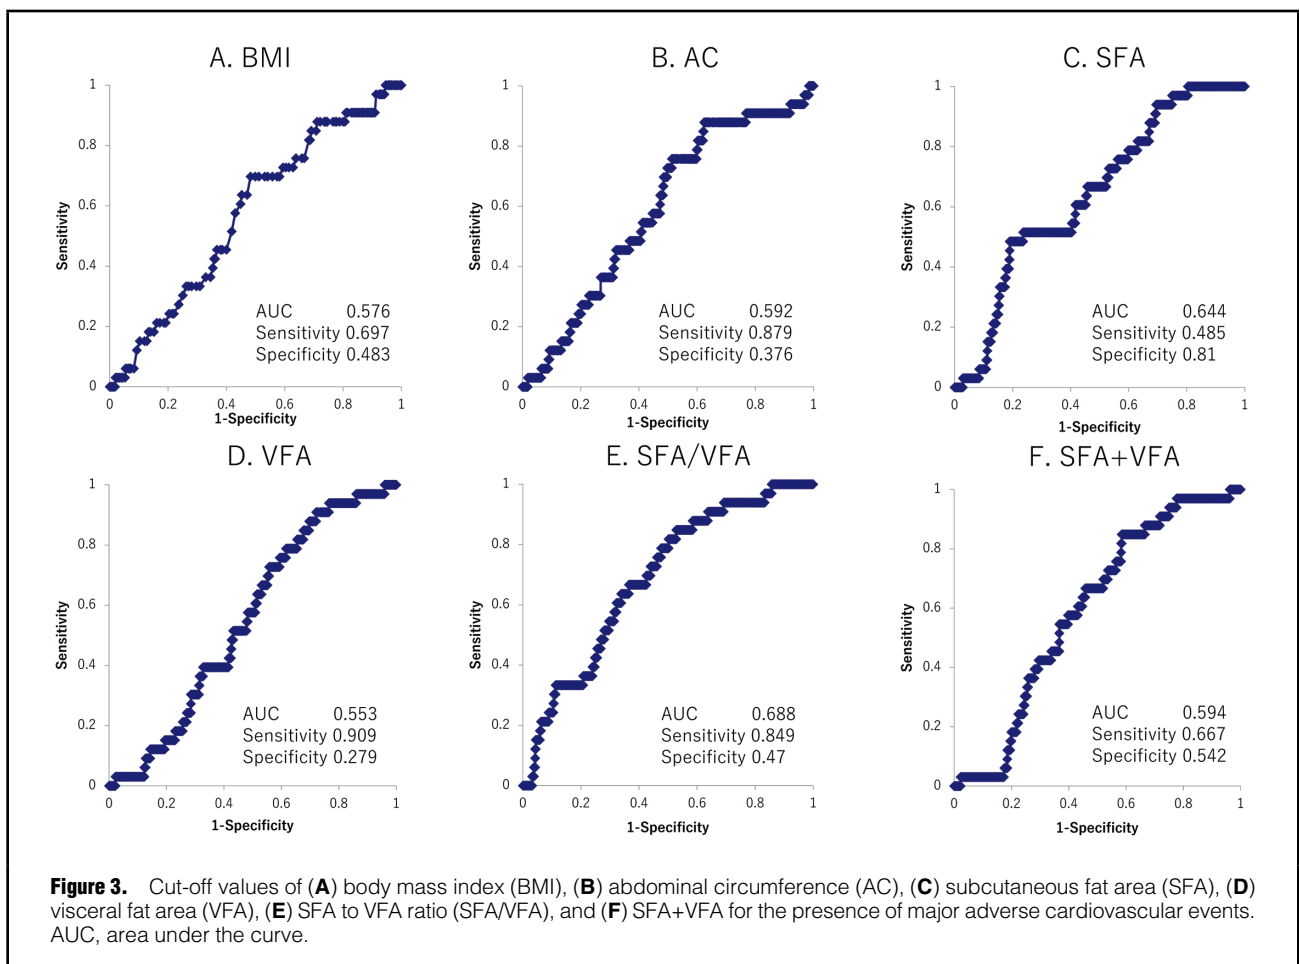 A. BMI
1
0.8
0.6
0.4
0.2
0
Sensitivity
AUC 0.576
Sensitivity 0.697
Specificity 0.483
0 0.2 0.4 0.6 0.8 1
1-Specificity
B. AC
1
0.8
0.6
0.4
0.2
0
Sensitivity
AUC 0.592
Sensitivity 0.879
Specificity 0.376
0 0.2 0.4 0.6 0.8 1
1-Specificity
C. SFA
1
0.8
0.6
0.4
0.2
0
Sensitivity
AUC 0.644
Sensitivity 0.485
Specificity 0.81
0 0.2 0.4 0.6 0.8 1
1-Specificity
D. VFA
1
0.8
0.6
0.4
0.2
0
Sensitivity
AUC 0.553
Sensitivity 0.909
Specificity 0.279
0 0.2 0.4 0.6 0.8 1
1-Specificity
E. SFA/VFA
1
0.8
0.6
0.4
0.2
0
Sensitivity
AUC 0.688
Sensitivity 0.849
Specificity 0.47
0 0.2 0.4 0.6 0.8 1
1-Specificity
F. SFA+VFA
1
0.8
0.6
0.4
0.2
0
Sensitivity
AUC 0.594
Sensitivity 0.667
Specificity 0.542
0 0.2 0.4 0.6 0.8 1
1-Specificity
Figure 3. Cut-off values of (A) body mass index (BMI), (B) abdominal circumference (AC), (C) subcutaneous fat area (SFA), (D)
visceral fat area (VFA), (E) SFA to VFA ratio (SFA/VFA), and (F) SFA+VFA for the presence of major adverse cardiovascular events.
AUC, area under the curve.